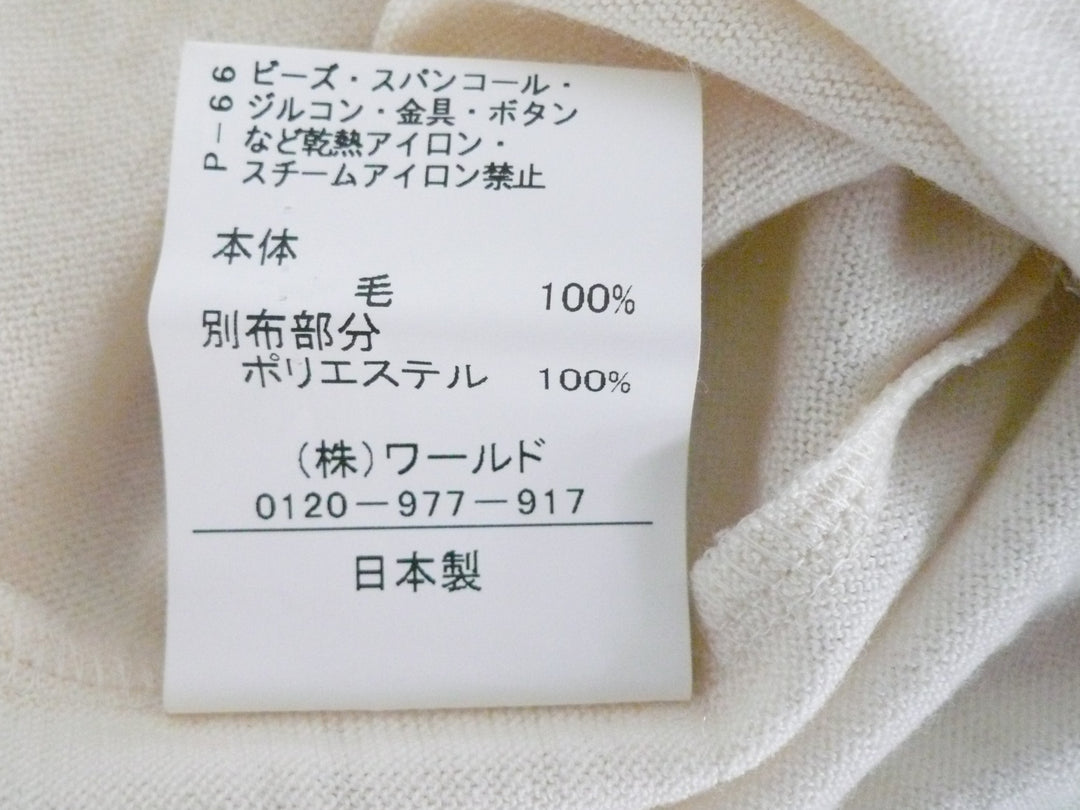 P－66
ビーズ・スパンコール・
ジルコン・金具・ボタン
など乾熱アイロン・
スチームアイロン禁止
本体
毛 100%
別布部分
ポリエステル 100%
（株）ワールド
0120－977－917
日本製